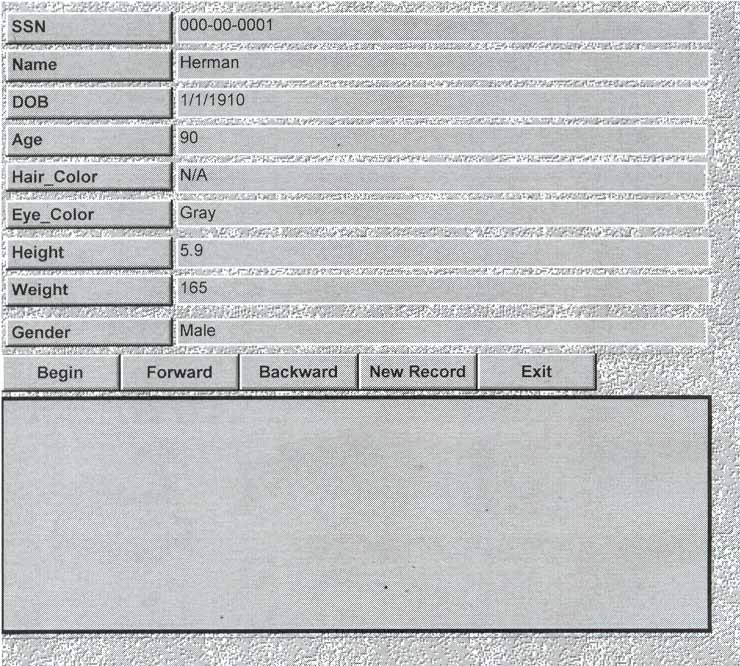 SSN 000-00-0001
Name Herman
DOB 1/1/1910
Age 90
Hair_Color N/A
Eye_Color Gray
Height 5.9
Weight 165
Gender Male
Begin Forward Backward New Record Exit